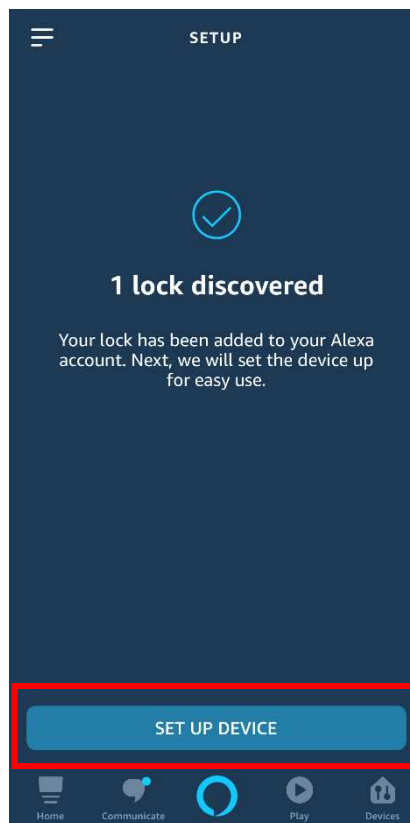 SETUP
1 lock discovered
Your lock has been added to your Alexa
account. Next, we will set the device up
for easy use.
SET UP DEVICE
Home Communicate Play Devices